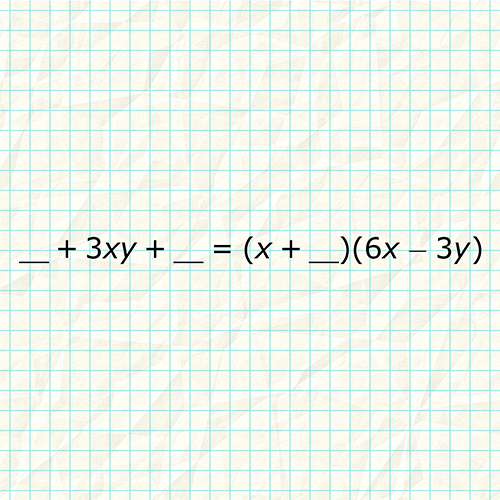 __ + 3xy + __ = (x + __)(6x – 3y)